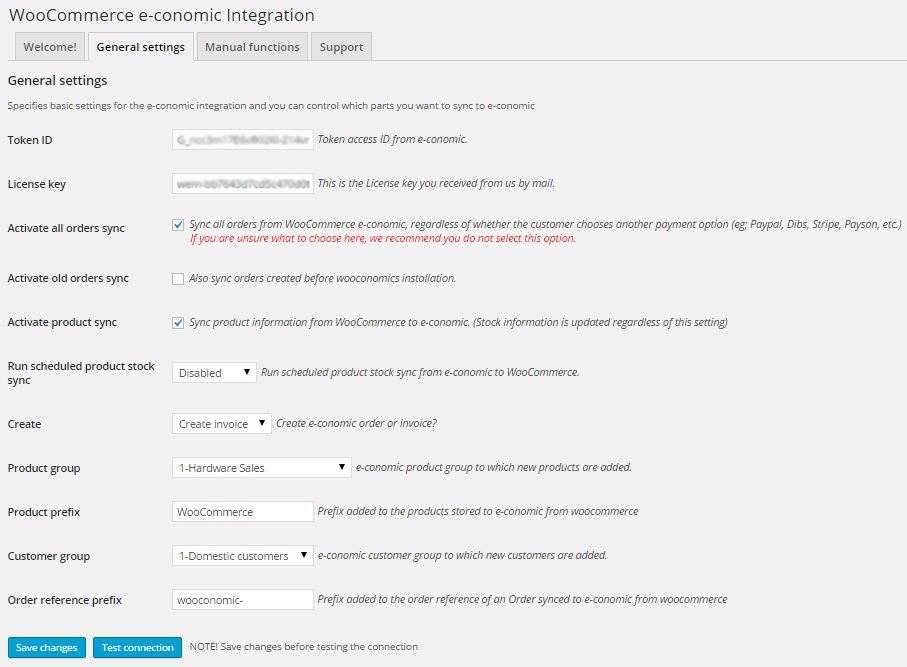 WooCommerce e-conomic Integration
Welcome! General settings Manual functions Support
General settings
Specifies basic settings for the e-conomic integration and you can control which parts you want to sync to e-conomic
Token ID Token access ID from e-conomic.
License key This is the License key you received from us by mail.
Activate all orders sync Sync all orders from WooCommerce e-conomic, regardless of whether the customer chooses another payment option (eg; Paypal, Dibs, Stripe, Payson, etc.)
If you are unsure what to choose here, we recommend you do not select this option.
Activate old orders sync Also sync orders created before wooconomics installation.
Activate product sync Sync product information from WooCommerce to e-conomic. (Stock information is updated regardless of this setting)
Run scheduled product stock
sync
Disabled Run scheduled product stock sync from e-conomic to WooCommerce.
Create Create invoice Create e-conomic order or invoice?
Product group 1-Hardware Sales e-conomic product group to which new products are added.
Product prefix WooCommerce Prefix added to the products stored to e-conomic from woocommerce
Customer group 1-Domestic customers e-conomic customer group to which new customers are added.
Order reference prefix wooconomic- Prefix added to the order reference of an Order synced to e-conomic from woocommerce
Save changes Test connection NOTE! Save changes before testing the connection